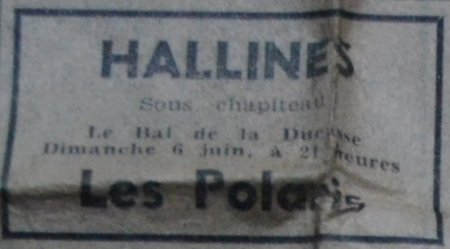 HALLINES
Sous chapiteau
Le Bal de la Ducasse
Dimanche 6 juin, à 21 heures
Les Polaris